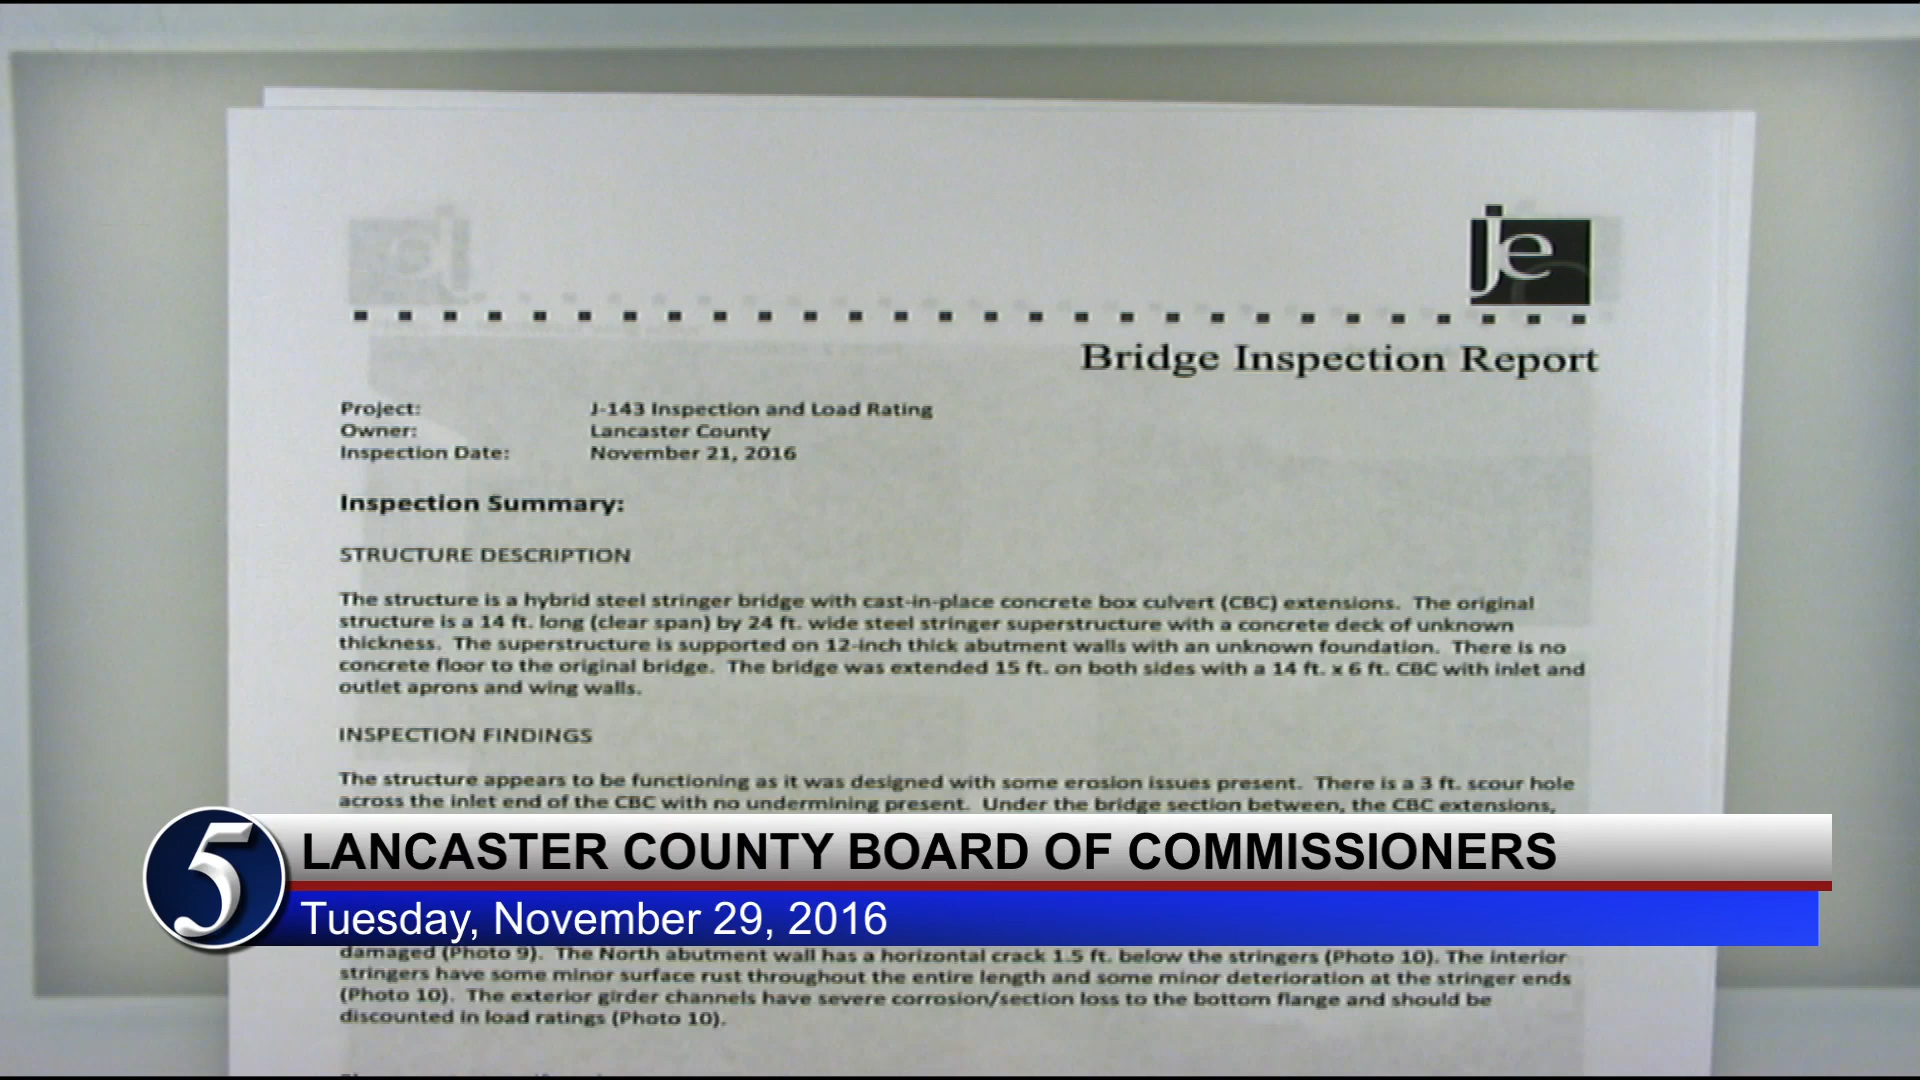 je
Bridge Inspection Report
Project: J-143 Inspection and Load Rating
Owner: Lancaster County
Inspection Date: November 21, 2016
Inspection Summary:
STRUCTURE DESCRIPTION
The structure is a hybrid steel stringer bridge with cast-in-place concrete box culvert (CBC) extensions. The original
structure is a 14 ft. long (clear span) by 24 ft. wide steel stringer superstructure with a concrete deck of unknown
thickness. The superstructure is supported on 12-inch thick abutment walls with an unknown foundation. There is no
concrete floor to the original bridge. The bridge was extended 15 ft. on both sides with a 14 ft. x 6 ft. CBC with inlet and
outlet aprons and wing walls.
INSPECTION FINDINGS
The structure appears to be functioning as it was designed with some erosion issues present. There is a 3 ft. scour hole
across the inlet end of the CBC with no undermining present. Under the bridge section between, the CBC extensions,
5
LANCASTER COUNTY BOARD OF COMMISSIONERS
Tuesday, November 29, 2016
damaged (Photo 9). The North abutment wall has a horizontal crack 1.5 ft. below the stringers (Photo 10). The interior
stringers have some minor surface rust throughout the entire length and some minor deterioration at the stringer ends
(Photo 10). The exterior girder channels have severe corrosion/section loss to the bottom flange and should be
discounted in load ratings (Photo 10).